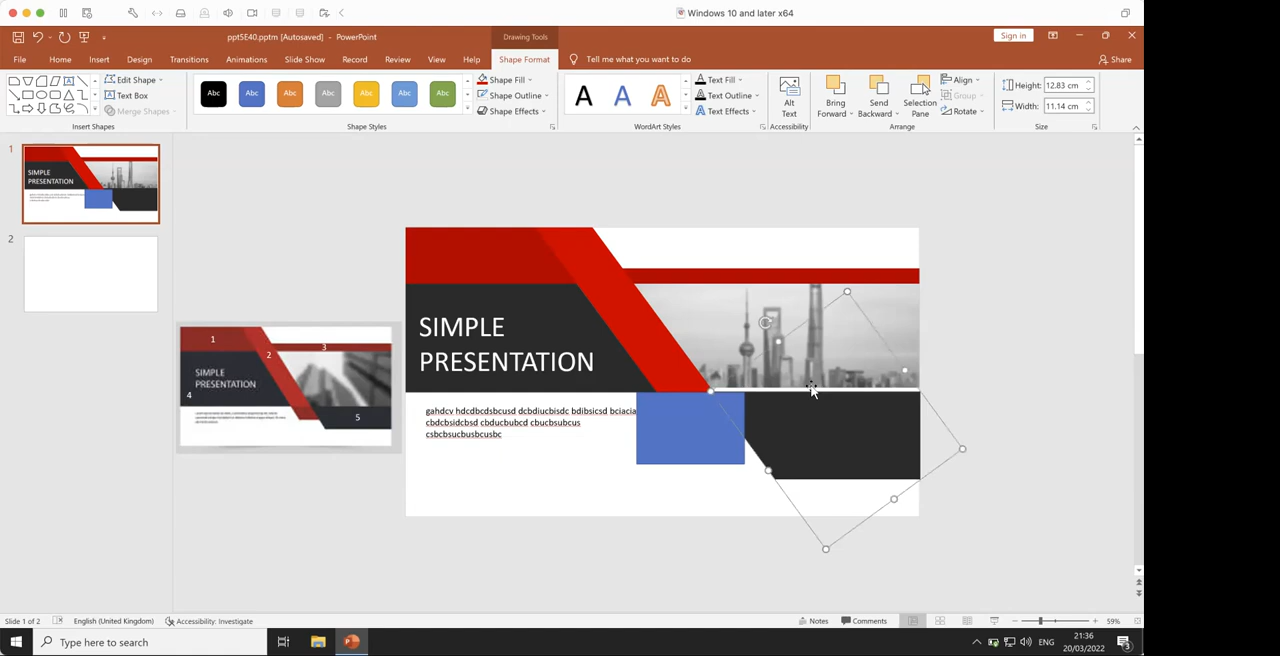 Windows 10 and later x64
ppt5E40.pptm [Autosaved] - PowerPoint
Drawing Tools
Sign in
File
Home
Insert
Design
Transitions
Animations
Slide Show
Record
Review
View
Help
Shape Format
Tell me what you want to do
Share
Edit Shape
Text Box
Merge Shapes
Insert Shapes
Abc
Abc
Abc
Abc
Abc
Abc
Abc
Shape Fill
Shape Outline
Shape Effects
Shape Styles
A
A
A
Text Fill
Text Outline
Text Effects
WordArt Styles
Alt
Text
Accessibility
Bring
Forward
Send
Backward
Selection
Pane
Align
Group
Rotate
Arrange
Height: 12.83 cm
Width: 11.14 cm
Size
1
SIMPLE
PRESENTATION
2
1
2
3
SIMPLE
PRESENTATION
4
5
SIMPLE
PRESENTATION
gahdcv hdcdbcdsbcusd dcbdiucbisdc bdibsicsd bciacia
cbdcbsidcbsd cbducbubcd cbucbsubcus
csbcbsucbusbcusbc
Slide 1 of 2
English (United Kingdom)
Accessibility: Investigate
Notes
Comments
59%
Type here to search
ENG
21:36
20/03/2022
3